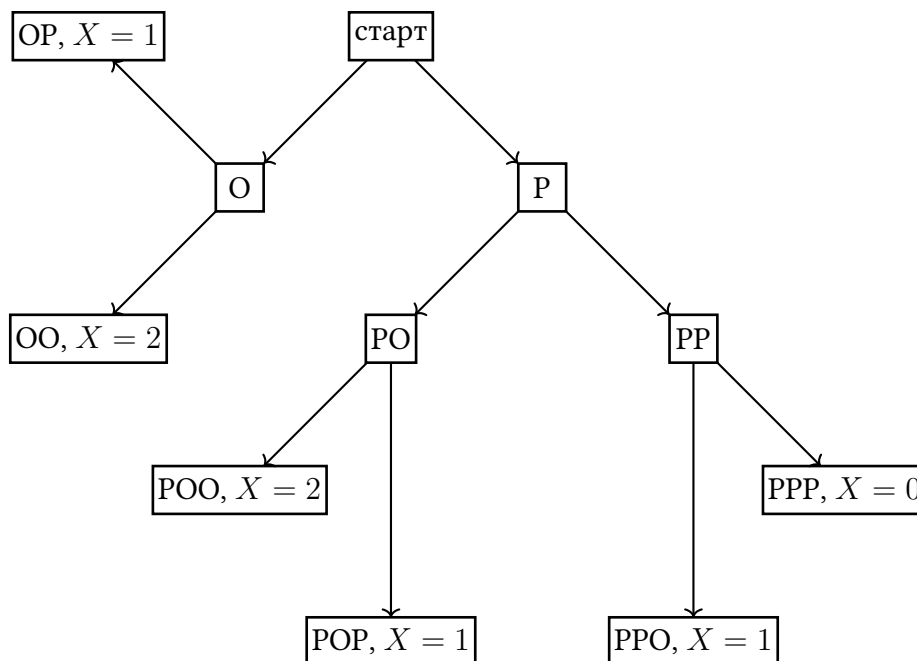 ОР, X = 1
старт
О
Р
ОО, X = 2
РО
РР
РОО, X = 2
РРР, X = 0
РОР, X = 1
РРО, X = 1